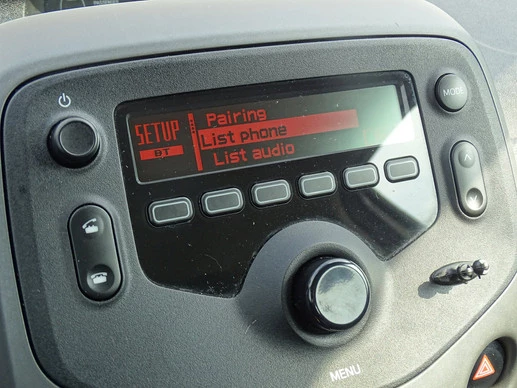 SETUP
BT
Pairing
List phone
List audio
MODE
MENU